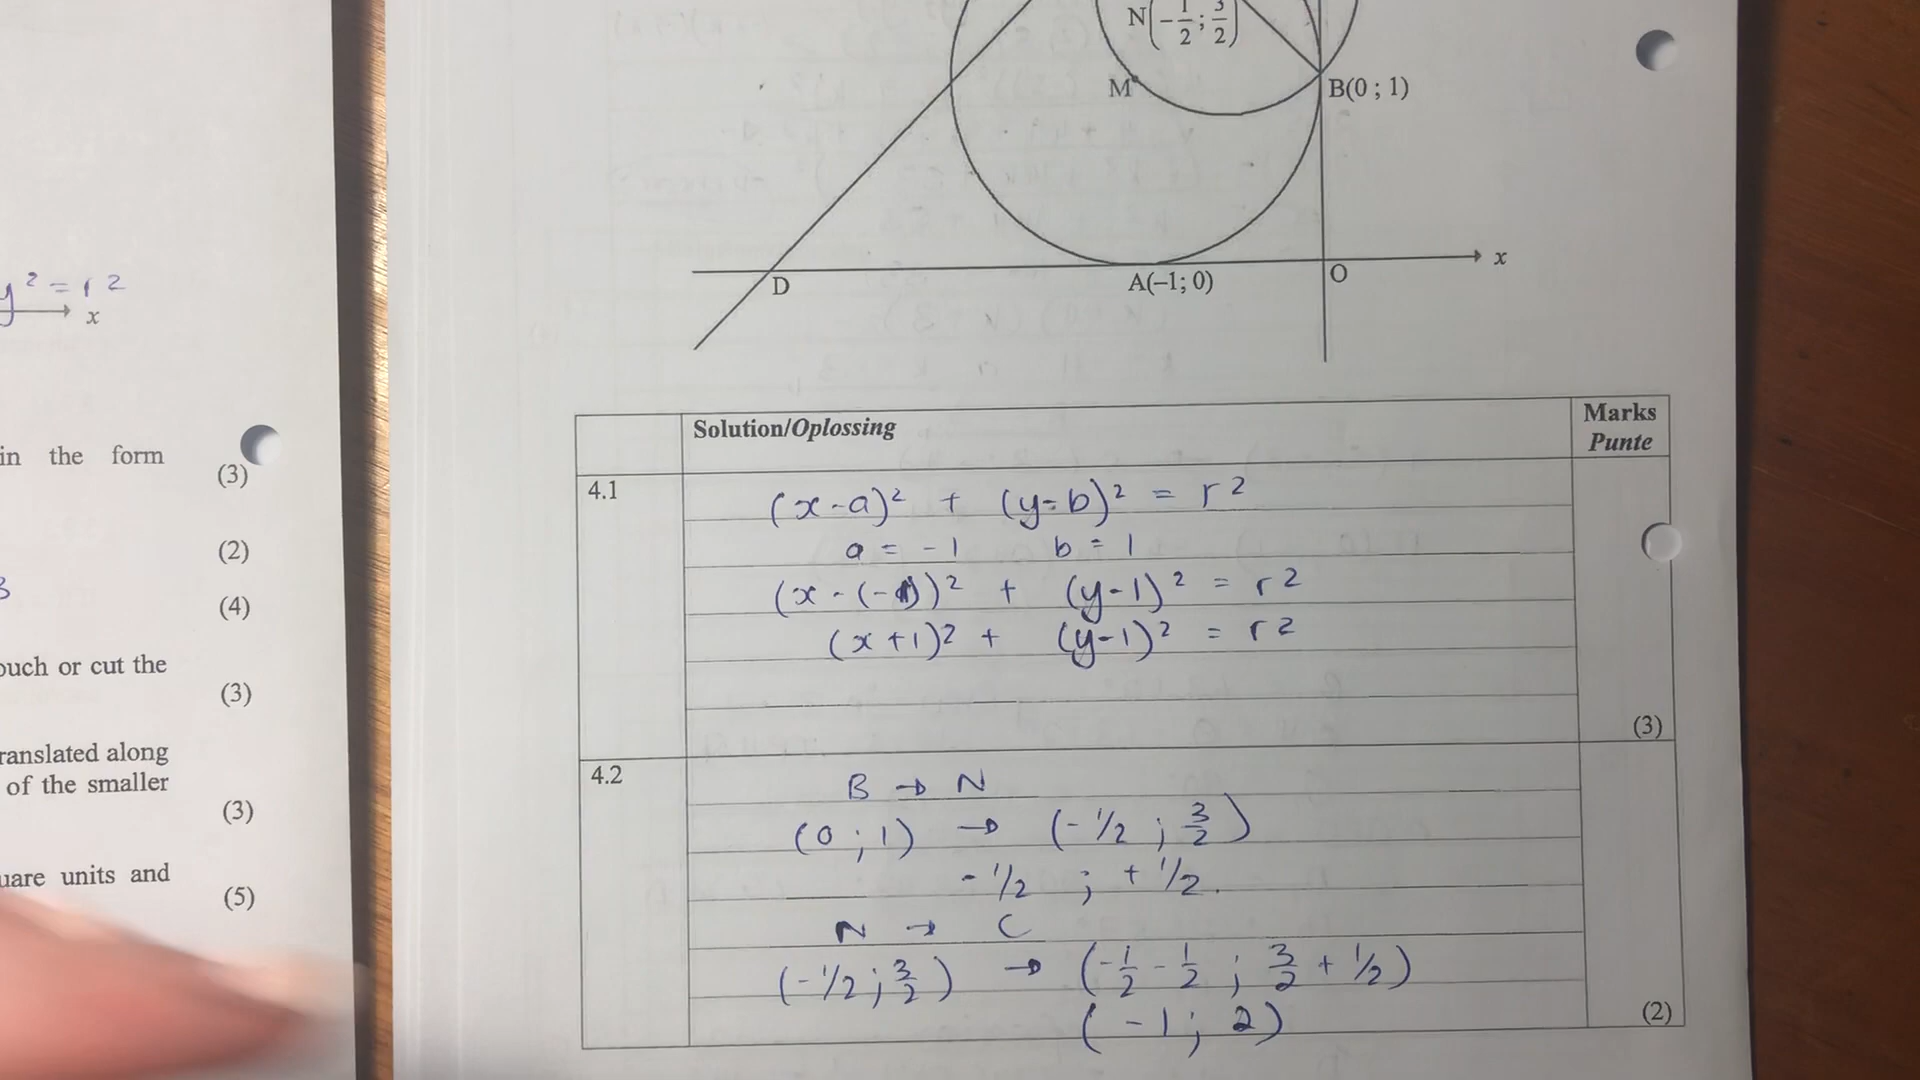 N(-1/2 ; 3/2)
M
B(0 ; 1)
x
O
D
A(–1; 0)
y² = r²
x
in the form
(3)
(2)
(4)
ouch or cut the
(3)
ranslated along
of the smaller
(3)
uare units and
(5)
Solution/Oplossing
Marks
Punte
4.1
(x - a)² + (y - b)² = r²
a = -1 b = 1
(x - (-1))² + (y - 1)² = r²
(x + 1)² + (y - 1)² = r²
(3)
4.2
B → N
(0 ; 1) → (-1/2 ; 3/2)
-1/2 ; + 1/2.
N → C
(-1/2 ; 3/2) → (-1/2 - 1/2 ; 3/2 + 1/2)
(-1 ; 2)
(2)